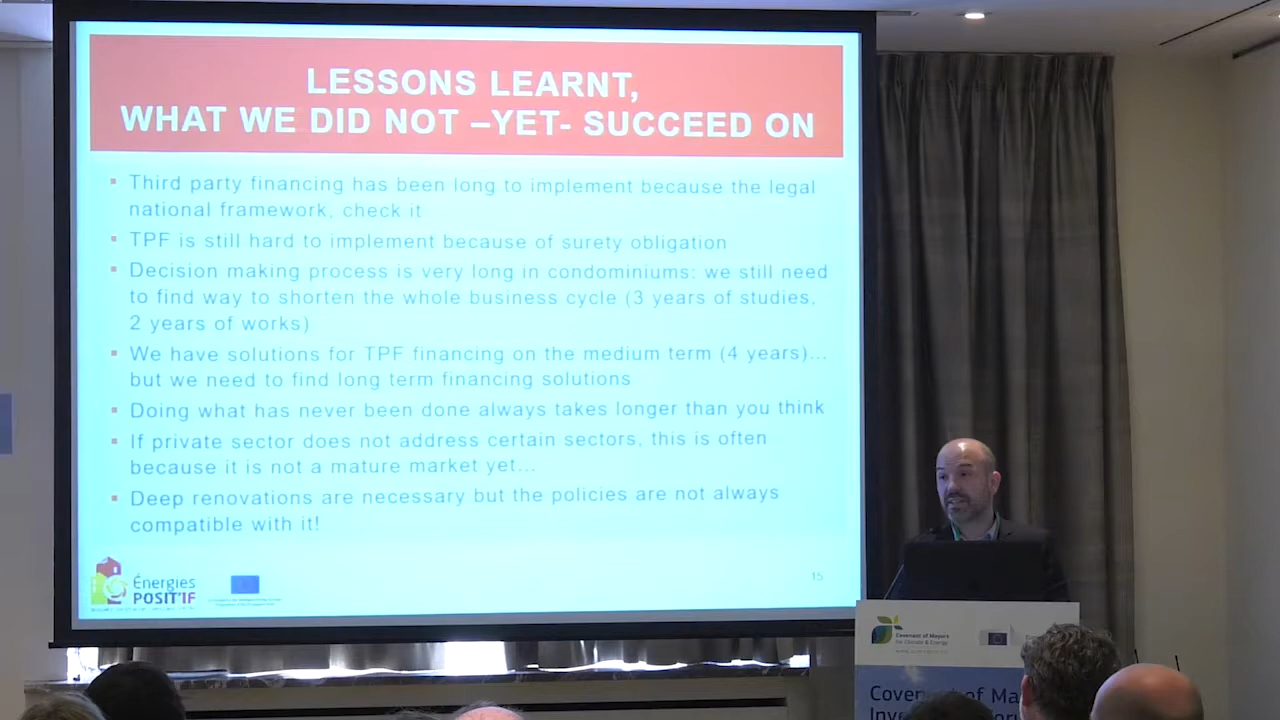 LESSONS LEARNT,
WHAT WE DID NOT –YET- SUCCEED ON
Third party financing has been long to implement because the legal
national framework, check it
TPF is still hard to implement because of surety obligation
Decision making process is very long in condominiums: we still need
to find way to shorten the whole business cycle (3 years of studies,
2 years of works)
We have solutions for TPF financing on the medium term (4 years)...
but we need to find long term financing solutions
Doing what has never been done always takes longer than you think
If private sector does not address certain sectors, this is often
because it is not a mature market yet...
Deep renovations are necessary but the policies are not always
compatible with it!
Énergies
POSIT'IF
15
Covenant of Mayors
for Climate & Energy
Covenant of Ma